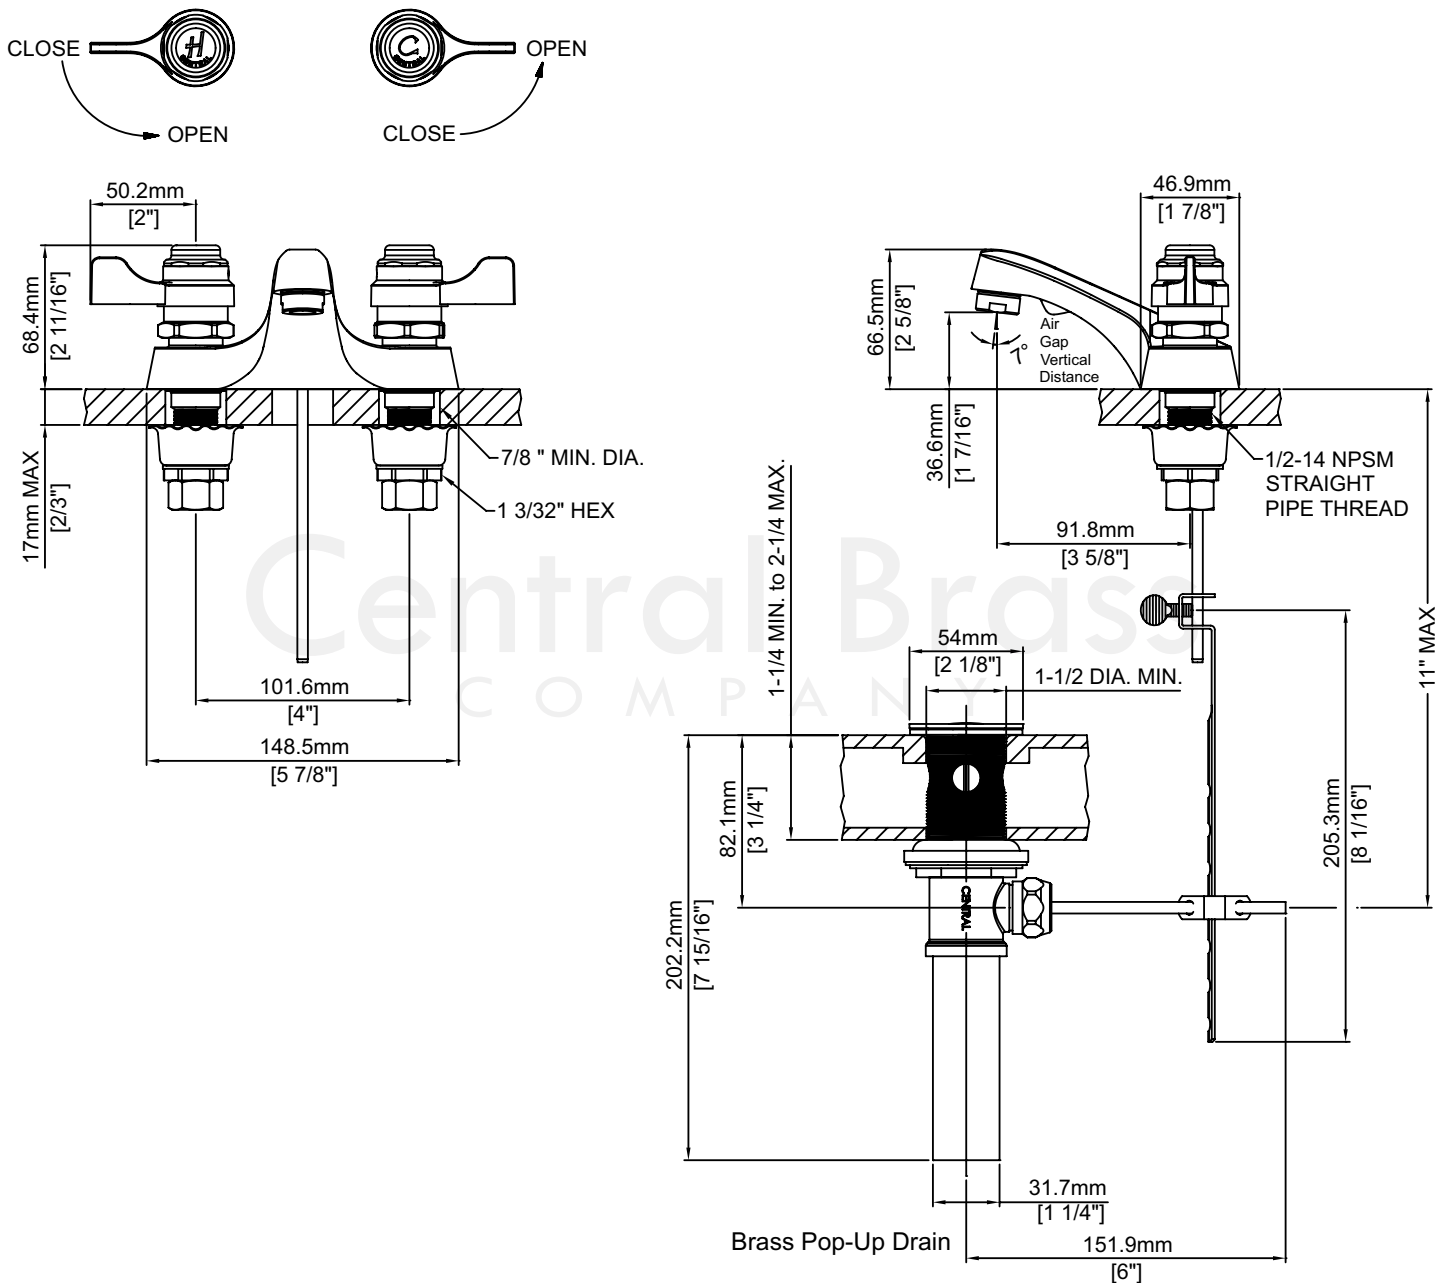 H
CENTRAL
C
CENTRAL
CLOSE
OPEN
OPEN
CLOSE
50.2mm
[2"]
68.4mm
[2 11/16"]
17mm MAX
[2/3"]
7/8 " MIN. DIA.
1 3/32" HEX
101.6mm
[4"]
148.5mm
[5 7/8"]
46.9mm
[1 7/8"]
66.5mm
[2 5/8"]
Air
Gap
Vertical
Distance
7°
36.6mm
[1 7/16"]
91.8mm
[3 5/8"]
1/2-14 NPSM
STRAIGHT
PIPE THREAD
11" MAX
Central Brass
COMPANY
1-1/4 MIN. to 2-1/4 MAX.
54mm
[2 1/8"]
1-1/2 DIA. MIN.
82.1mm
[3 1/4"]
202.2mm
[7 15/16"]
CENTRAL
205.3mm
[8 1/16"]
31.7mm
[1 1/4"]
Brass Pop-Up Drain
151.9mm
[6"]